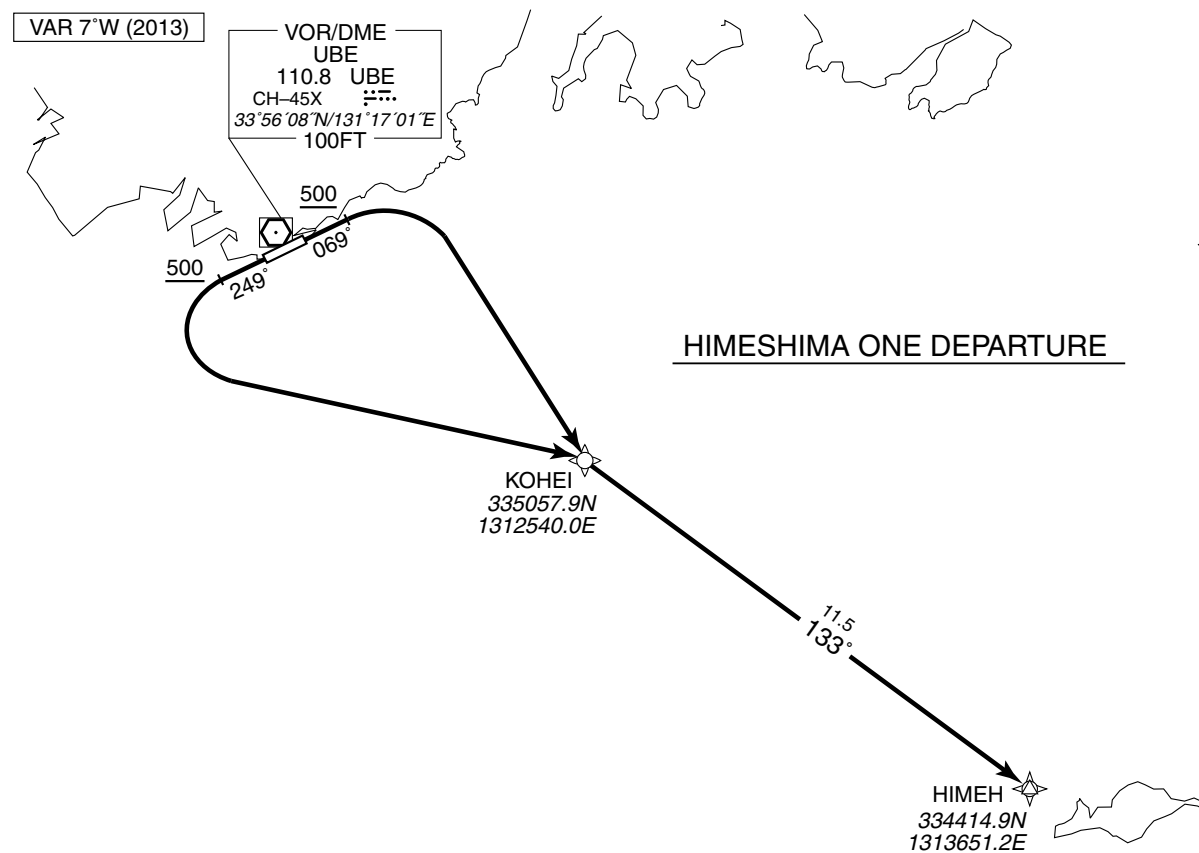 VAR 7°W (2013)
VOR/DME
UBE
110.8 UBE
CH–45X
33°56´08˝N/131°17´01˝E
100FT
500
069°
500
249°
HIMESHIMA ONE DEPARTURE
KOHEI
335057.9N
1312540.0E
11.5
133°
HIMEH
334414.9N
1313651.2E